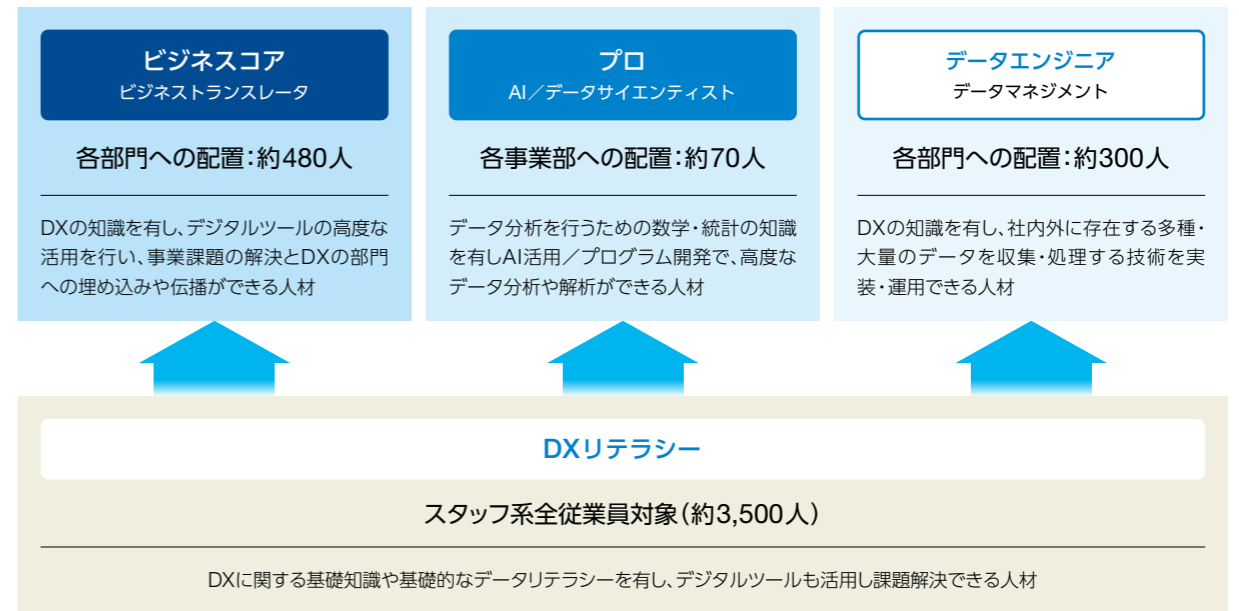 ビジネスコア
ビジネストランスレータ
各部門への配置：約480人
DXの知識を有し、デジタルツールの高度な
活用を行い、事業課題の解決とDXの部門
への埋め込みや伝播ができる人材
プロ
AI／データサイエンティスト
各事業部への配置：約70人
データ分析を行うための数学・統計の知識
を有しAI活用／プログラム開発で、高度な
データ分析や解析ができる人材
データエンジニア
データマネジメント
各部門への配置：約300人
DXの知識を有し、社内外に存在する多種・
大量のデータを収集・処理する技術を実
装・運用できる人材
DXリテラシー
スタッフ系全従業員対象（約3,500人）
DXに関する基礎知識や基礎的なデータリテラシーを有し、デジタルツールも活用し課題解決できる人材